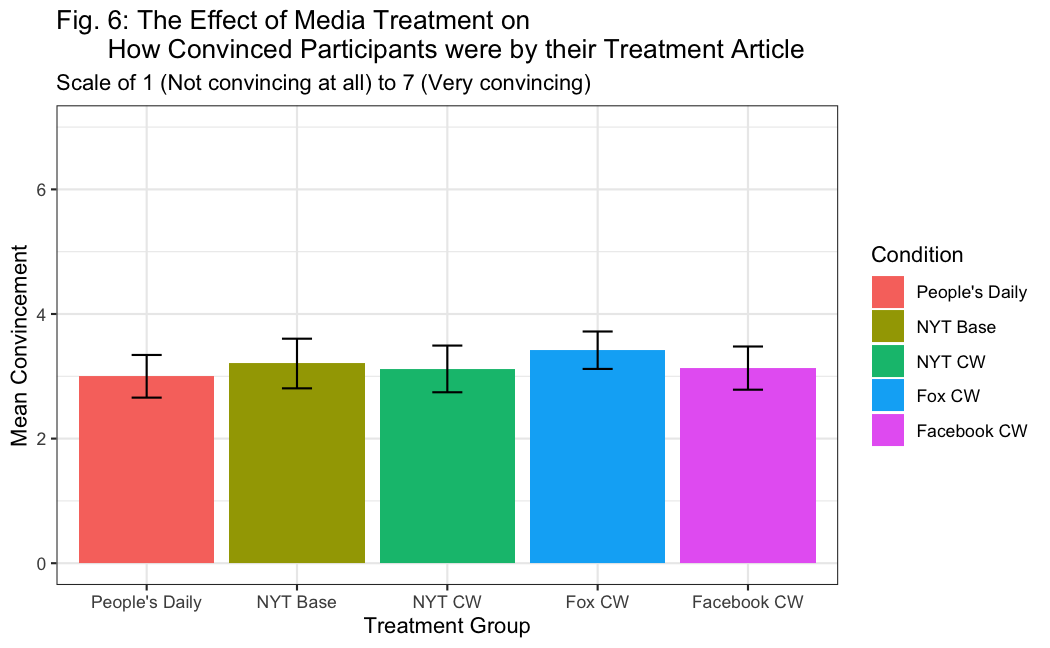 Fig. 6: The Effect of Media Treatment on
How Convinced Participants were by their Treatment Article
Scale of 1 (Not convincing at all) to 7 (Very convincing)
Mean Convincement
6
4
2
0
People's Daily
NYT Base
NYT CW
Fox CW
Facebook CW
Treatment Group
Condition
People's Daily
NYT Base
NYT CW
Fox CW
Facebook CW